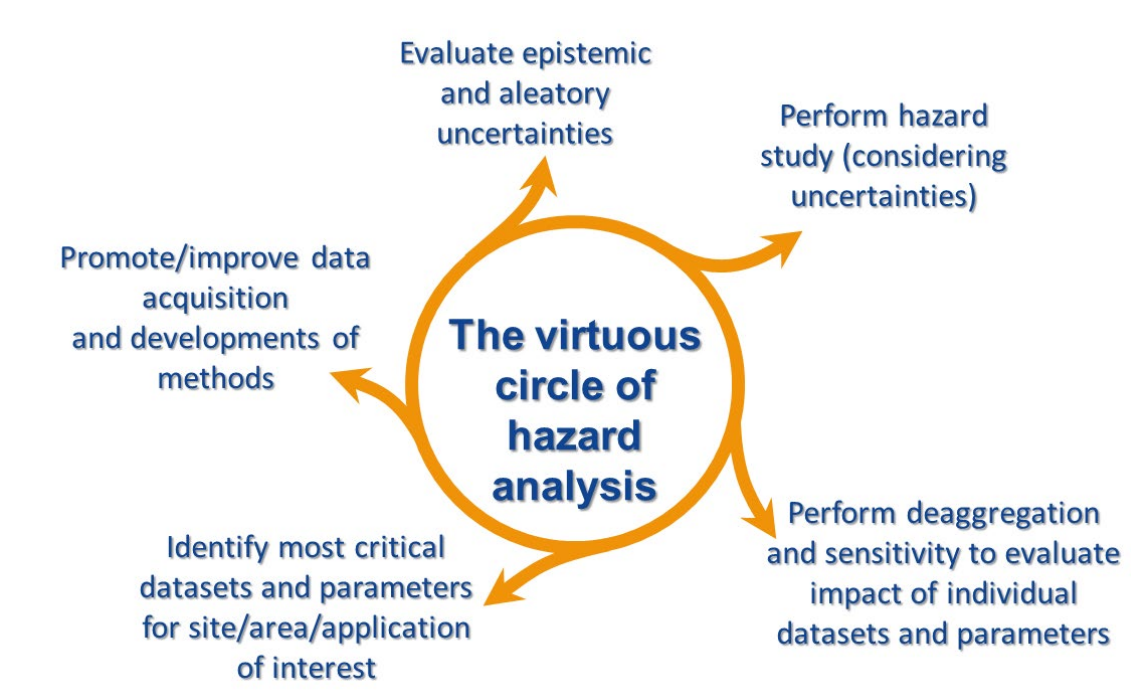 Evaluate epistemic
and aleatory
uncertainties
Perform hazard
study (considering
uncertainties)
Promote/improve data
acquisition
and developments of
methods
The virtuous
circle of
hazard
analysis
Perform deaggregation
and sensitivity to evaluate
impact of individual
datasets and parameters
Identify most critical
datasets and parameters
for site/area/application
of interest